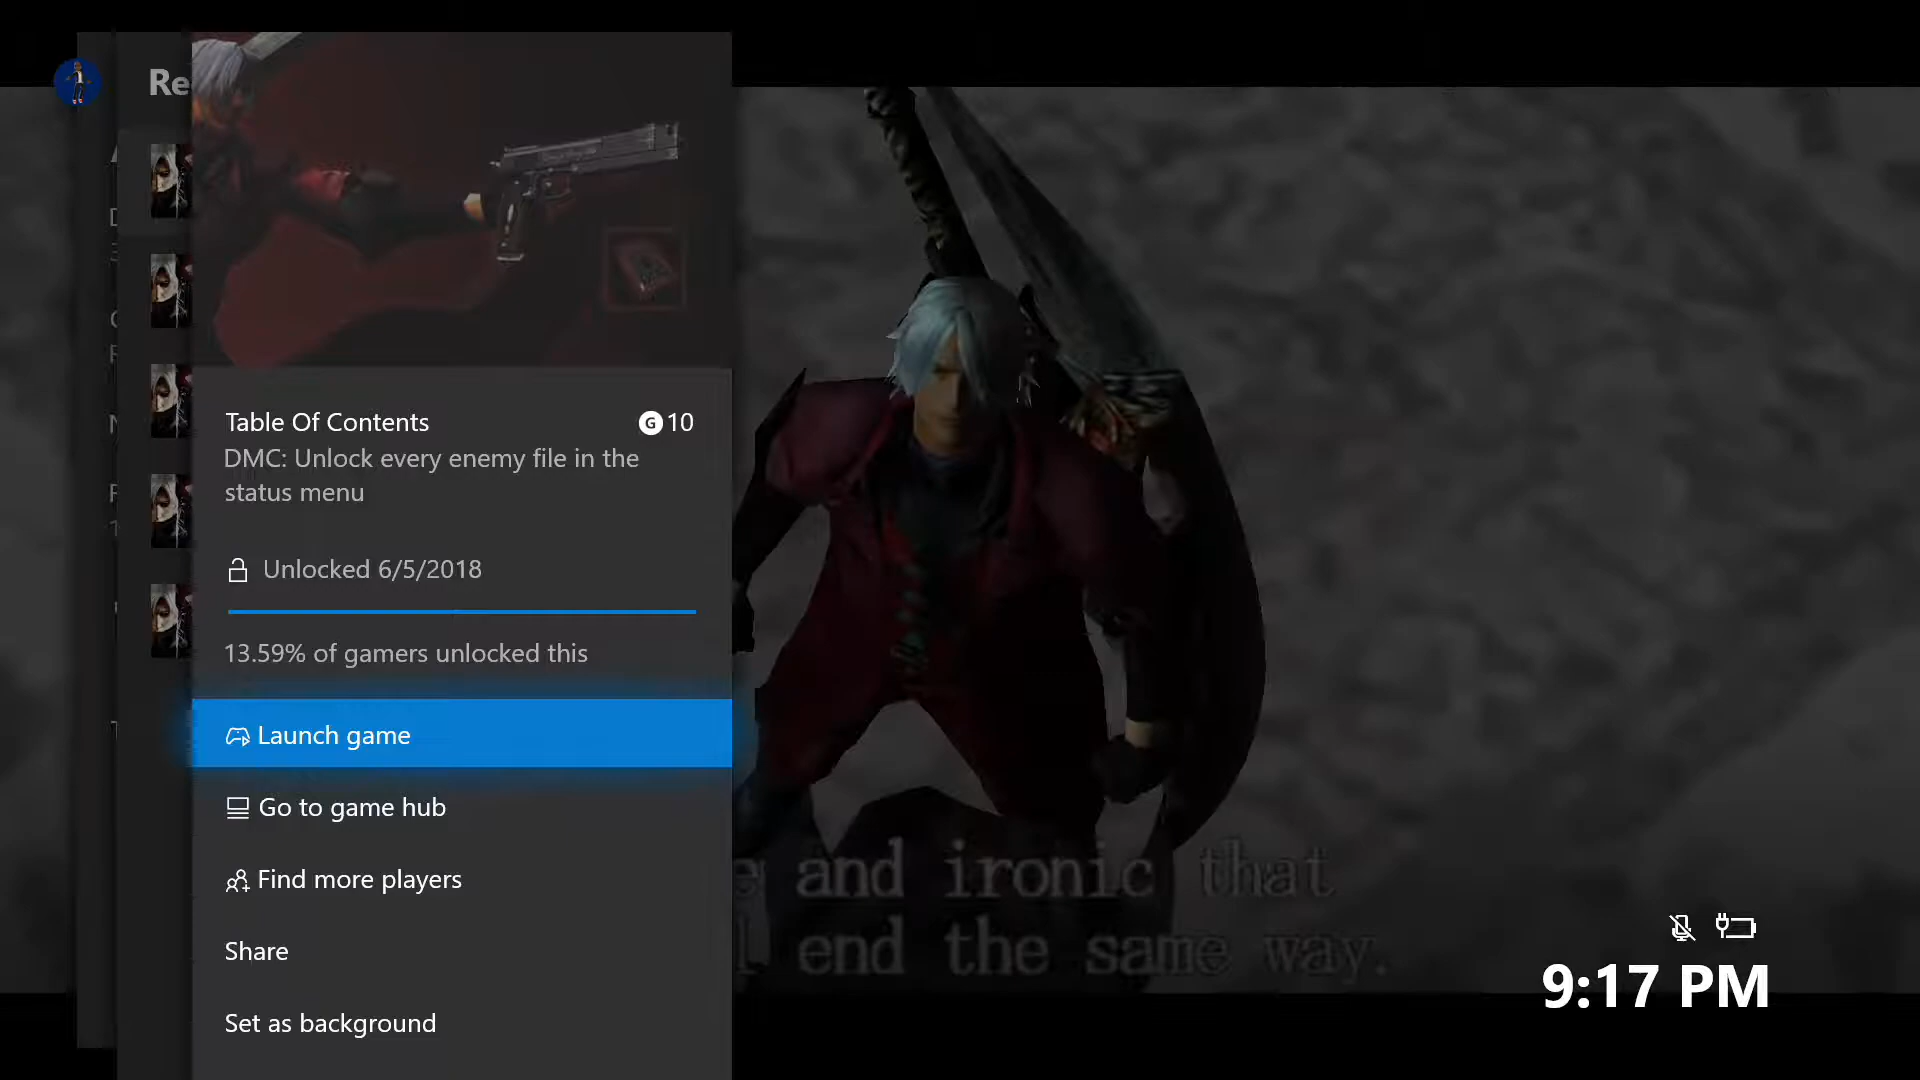 Re
Table Of Contents
G 10
DMC: Unlock every enemy file in the
status menu
Unlocked 6/5/2018
13.59% of gamers unlocked this
Launch game
Go to game hub
Find more players
Share
Set as background
and ironic that
end the same way.
9:17 PM